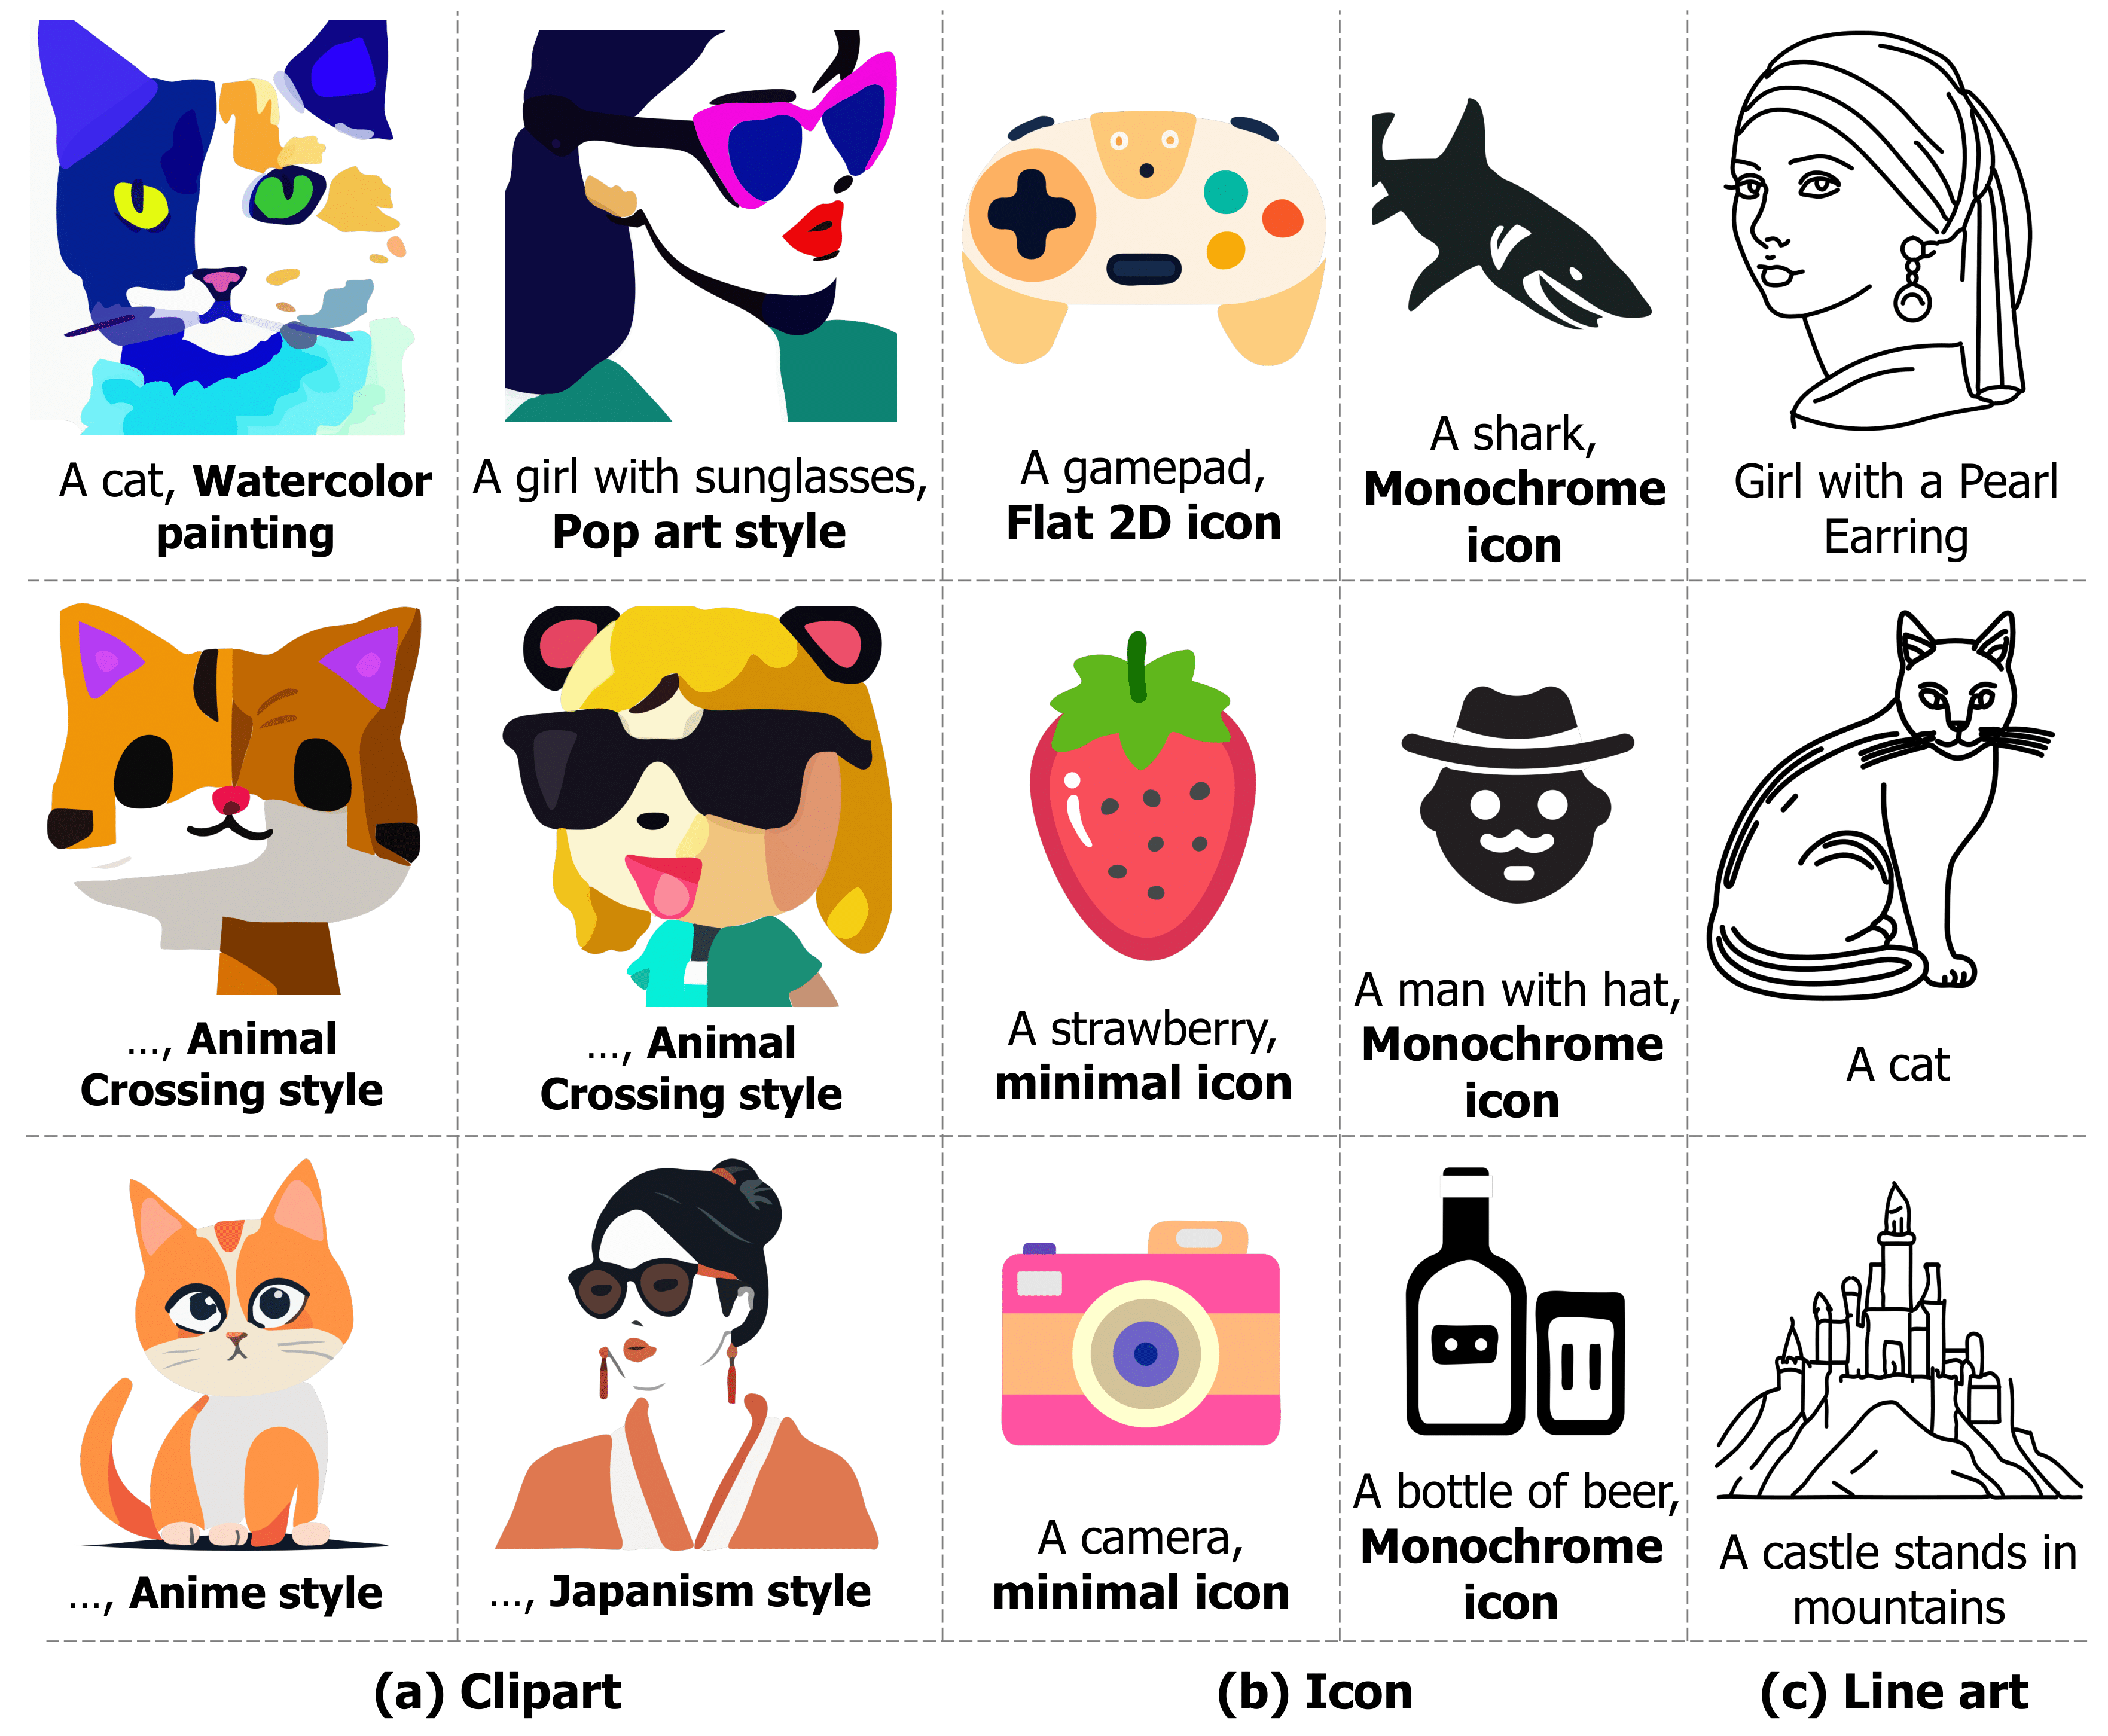 A cat, Watercolor
painting
A girl with sunglasses,
Pop art style
A gamepad,
Flat 2D icon
A shark,
Monochrome
icon
Girl with a Pearl
Earring
..., Animal
Crossing style
..., Animal
Crossing style
A strawberry,
minimal icon
A man with hat,
Monochrome
icon
A cat
..., Anime style
..., Japanism style
A camera,
minimal icon
A bottle of beer,
Monochrome
icon
A castle stands in
mountains
(a) Clipart
(b) Icon
(c) Line art